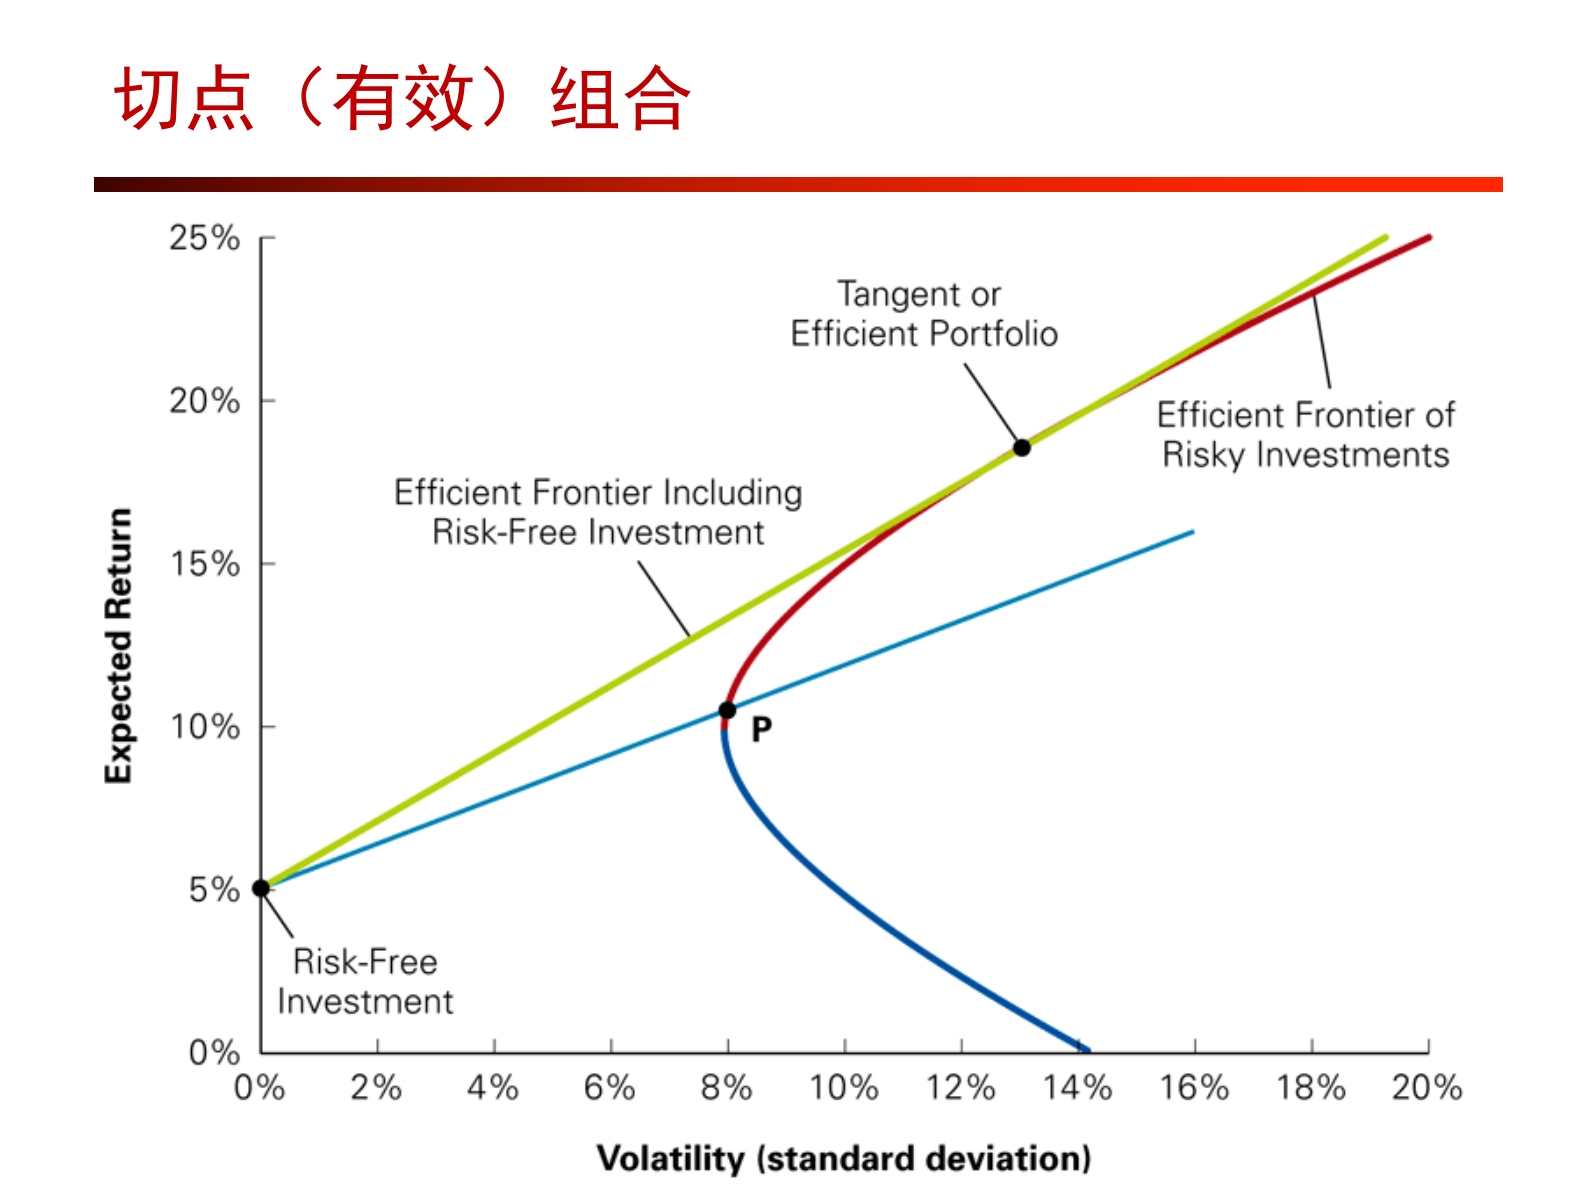 切点（有效）组合
25%
Tangent or
Efficient Portfolio
20%
Efficient Frontier of
Risky Investments
Efficient Frontier Including
Risk-Free Investment
15%
Expected Return
10%
P
5%
Risk-Free
Investment
0%
0% 2% 4% 6% 8% 10% 12% 14% 16% 18% 20%
Volatility (standard deviation)